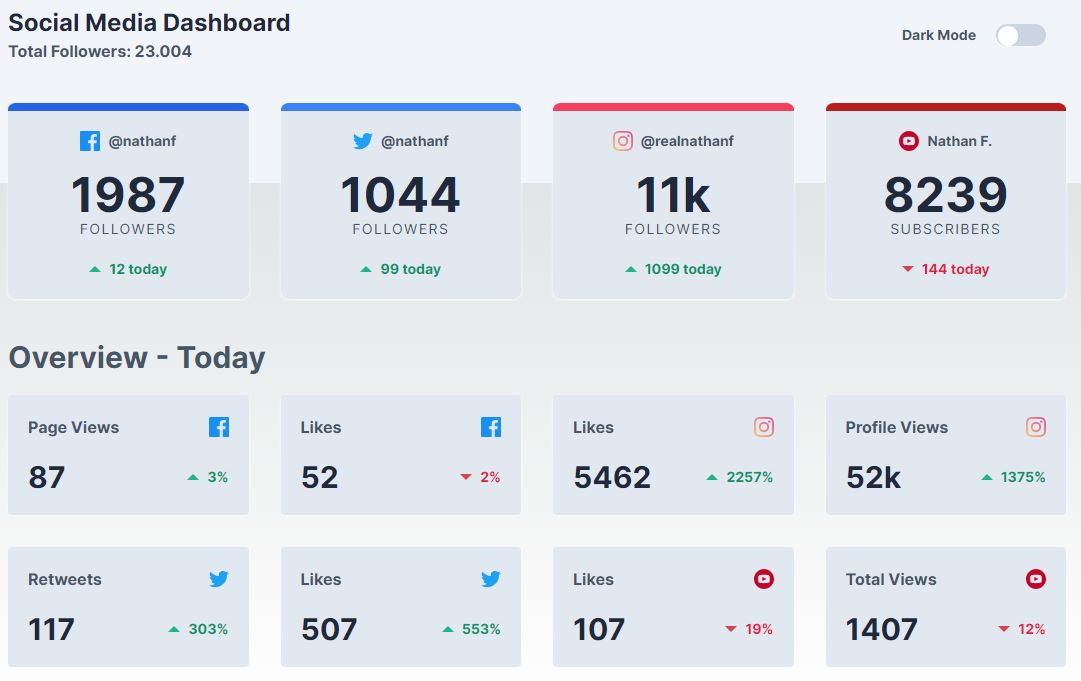 Social Media Dashboard
Total Followers: 23.004
Dark Mode
@nathanf
1987
FOLLOWERS
12 today
@nathanf
1044
FOLLOWERS
99 today
@realnathanf
11k
FOLLOWERS
1099 today
Nathan F.
8239
SUBSCRIBERS
144 today
Overview - Today
Page Views
87
3%
Likes
52
2%
Likes
5462
2257%
Profile Views
52k
1375%
Retweets
117
303%
Likes
507
553%
Likes
107
19%
Total Views
1407
12%